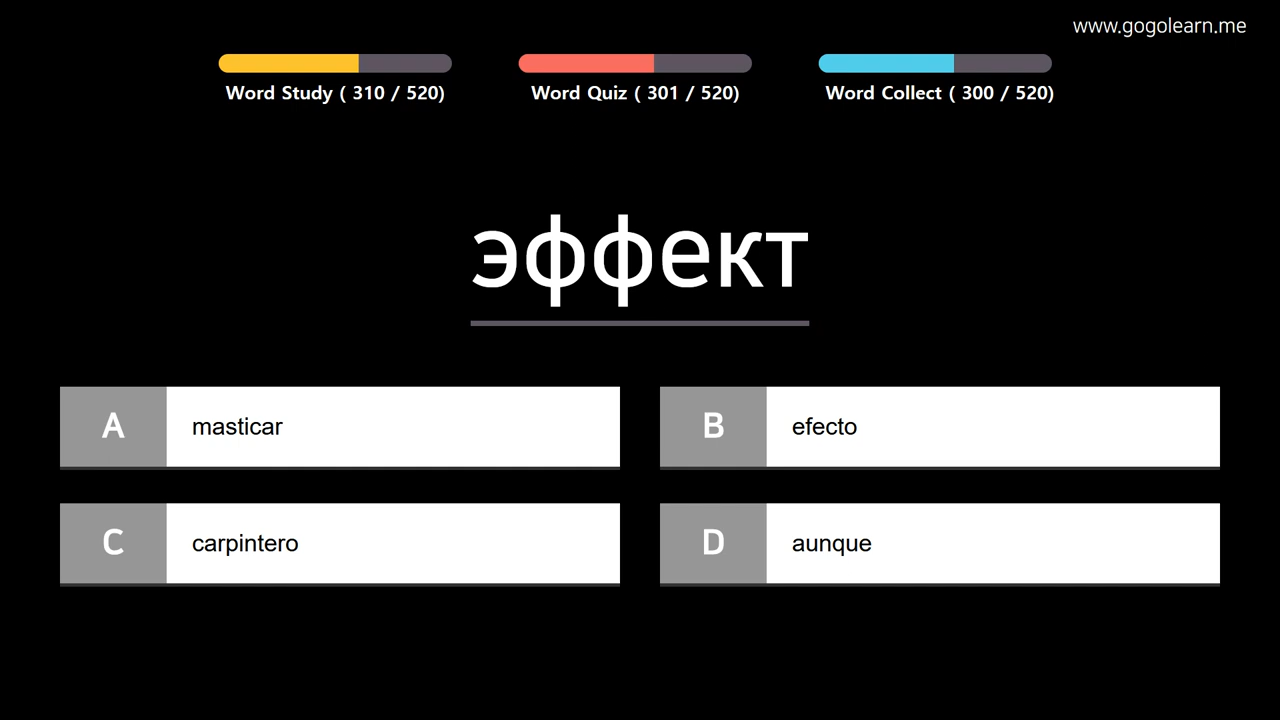 www.gogolearn.me
Word Study ( 310 / 520)
Word Quiz ( 301 / 520)
Word Collect ( 300 / 520)
эффект
A masticar
B efecto
C carpintero
D aunque